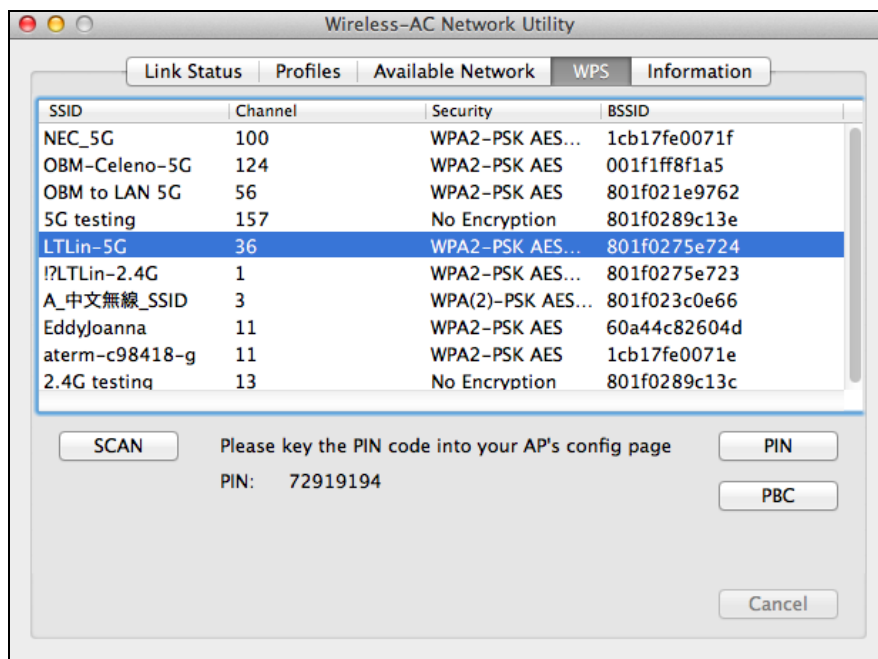 Wireless-AC Network Utility
Link Status Profiles Available Network WPS Information
SSID Channel Security BSSID
NEC_5G 100 WPA2-PSK AES... 1cb17fe0071f
OBM-Celeno-5G 124 WPA2-PSK AES 001f1ff8f1a5
OBM to LAN 5G 56 WPA2-PSK AES 801f021e9762
5G testing 157 No Encryption 801f0289c13e
LTLin-5G 36 WPA2-PSK AES... 801f0275e724
!?LTLin-2.4G 1 WPA2-PSK AES... 801f0275e723
A_中文無線_SSID 3 WPA(2)-PSK AES... 801f023c0e66
EddyJoanna 11 WPA2-PSK AES 60a44c82604d
aterm-c98418-g 11 WPA2-PSK AES 1cb17fe0071e
2.4G testing 13 No Encryption 801f0289c13c
SCAN Please key the PIN code into your AP's config page PIN
PIN: 72919194
PBC
Cancel